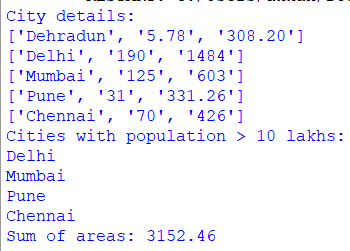 City details:
['Dehradun', '5.78', '308.20']
['Delhi', '190', '1484']
['Mumbai', '125', '603']
['Pune', '31', '331.26']
['Chennai', '70', '426']
Cities with population > 10 lakhs:
Delhi
Mumbai
Pune
Chennai
Sum of areas: 3152.46